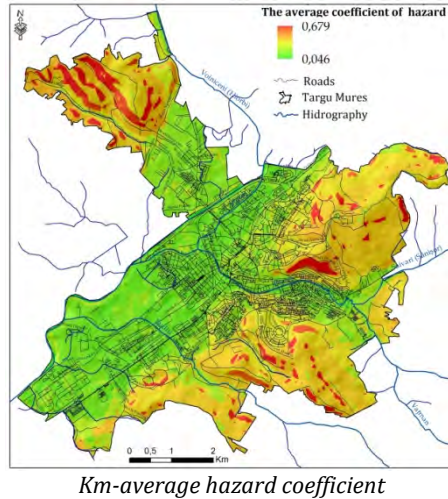 The average coefficient of hazard
0,679
0,046
Roads
Targu Mures
Hidrography
N
0 0,5 1 2
Km
Km-average hazard coefficient